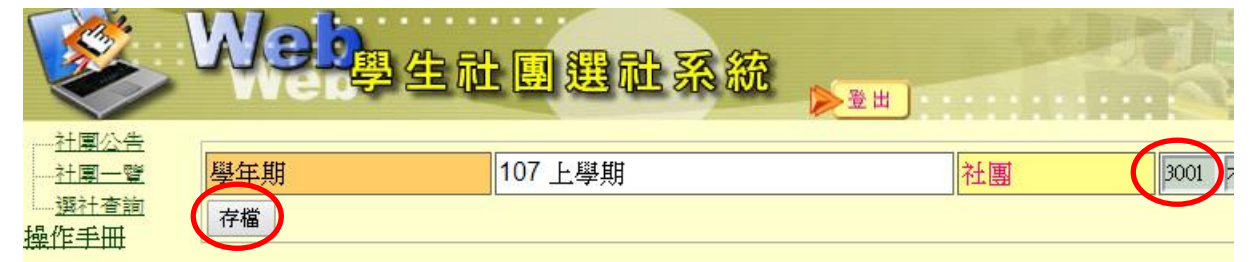 Web 學生社團選社系統
登出
社團公告
社團一覽
選社查詢
操作手冊
學年期 107 上學期 社團 3001
存檔